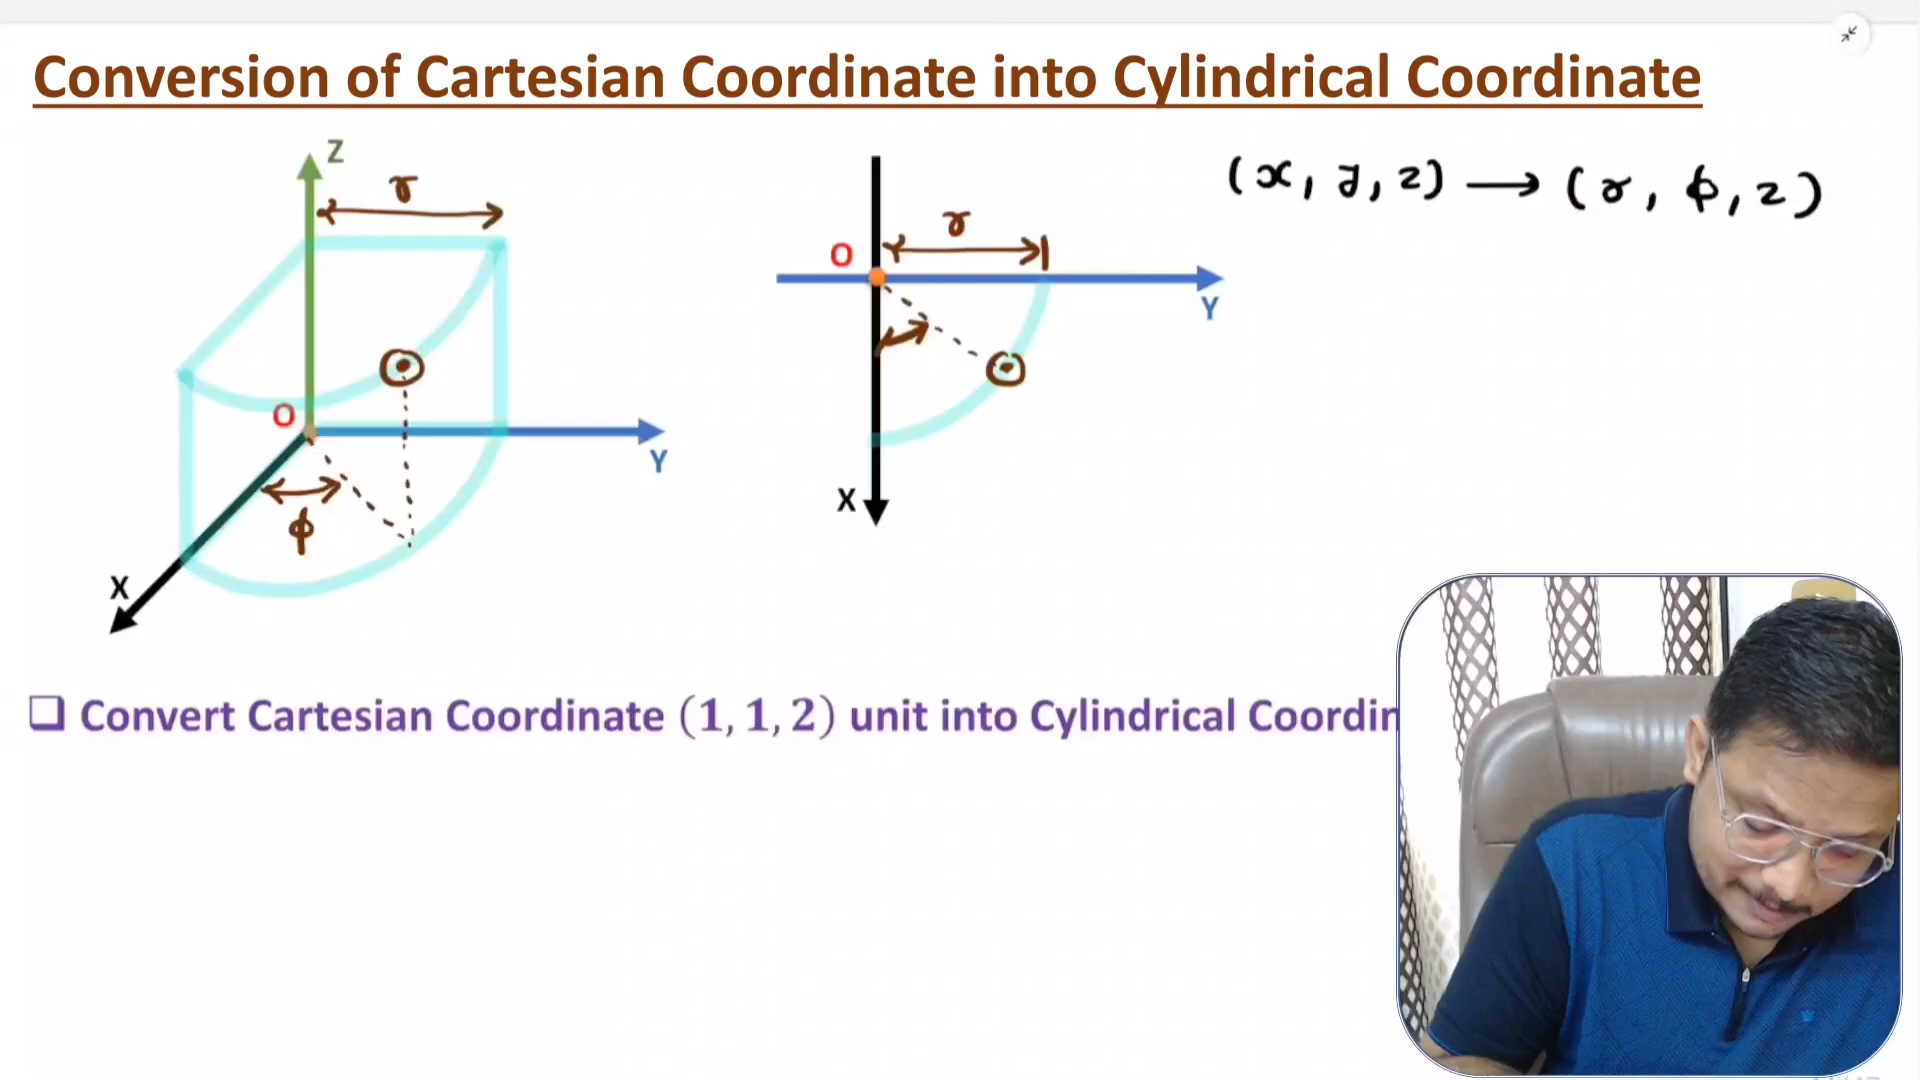 Conversion of Cartesian Coordinate into Cylindrical Coordinate
Z
r
O
Y
ϕ
X
r
O
Y
X
(x, y, z) → (r, ϕ, z)
❑ Convert Cartesian Coordinate (1, 1, 2) unit into Cylindrical Coordin